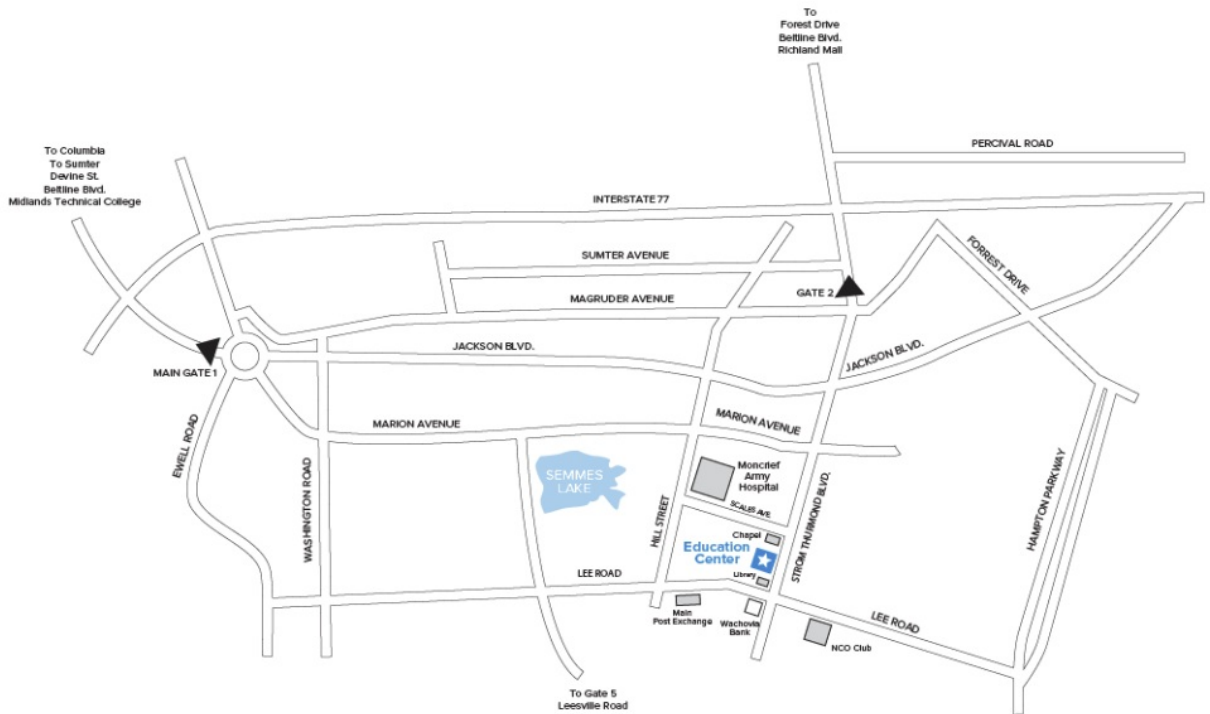 To
Forest Drive
Beltline Blvd.
Richland Mall
PERCIVAL ROAD
To Columbia
To Sumter
Devine St.
Beltline Blvd.
Midlands Technical College
INTERSTATE 77
SUMTER AVENUE
FORREST DRIVE
GATE 2
MAGRUDER AVENUE
JACKSON BLVD.
JACKSON BLVD.
MAIN GATE 1
MARION AVENUE
MARION AVENUE
EWELL ROAD
WASHINGTON ROAD
SEMMES
LAKE
Moncrief
Army
Hospital
SCALES AVE
HILL STREET
STROM THURMOND BLVD.
HAMPTON PARKWAY
Chapel
Education
Center
Library
LEE ROAD
LEE ROAD
Main
Post Exchange
Wachovia
Bank
NCO Club
To Gate 5
Leesville Road